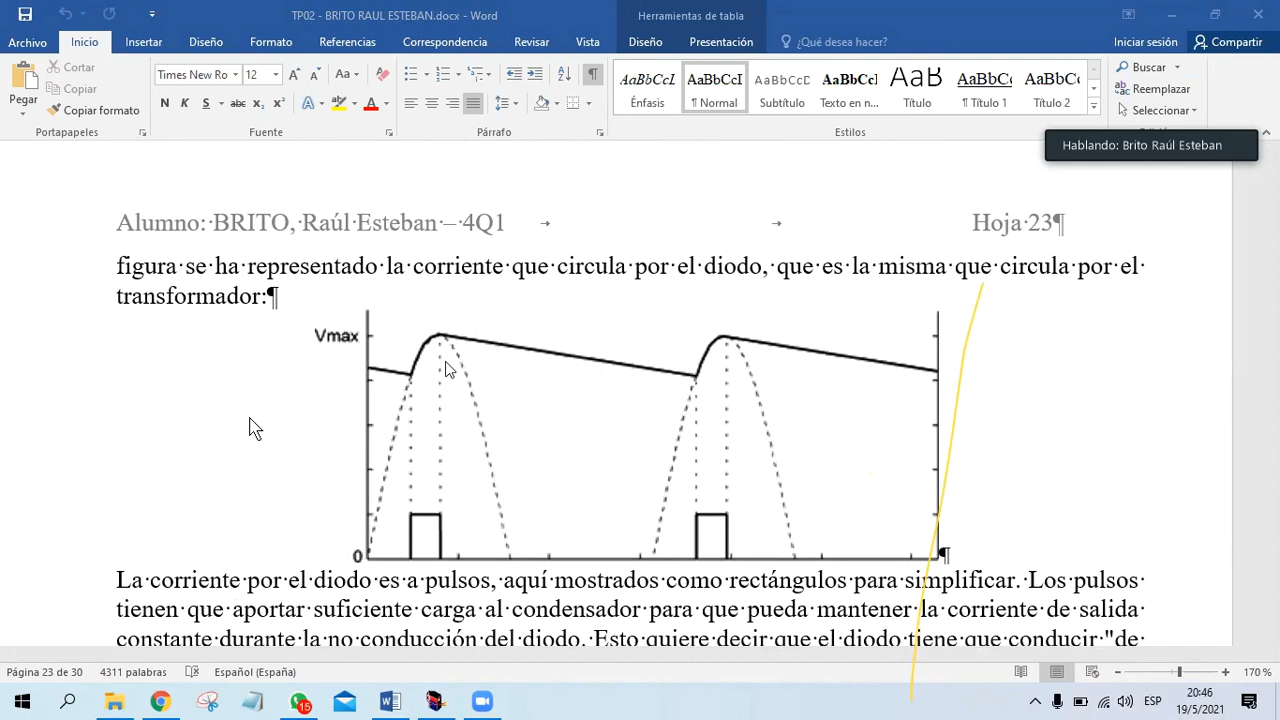 TP02 - BRITO RAUL ESTEBAN.docx - Word
Herramientas de tabla
Archivo Inicio Insertar Diseño Formato Referencias Correspondencia Revisar Vista Diseño Presentación ¿Qué desea hacer? Iniciar sesión Compartir
Pegar
Cortar
Copiar
Copiar formato
Portapapeles
Times New Ro 12 Aa
N K S abc x₂ x² A A
Fuente
Párrafo
AaBbCcL AaBbCcI AaBbCcD AaBbCcI AaB AaBbCcI AaBbC
Énfasis ¶ Normal Subtítulo Texto en n... Título ¶ Título 1 Título 2
Estilos
Buscar
Reemplazar
Seleccionar
Hablando: Brito Raúl Esteban
Alumno: BRITO, Raúl Esteban – 4Q1 Hoja 23¶
figura se ha representado la corriente que circula por el diodo, que es la misma que circula por el
transformador:¶
Vmax
0
¶
La corriente por el diodo es a pulsos, aquí mostrados como rectángulos para simplificar. Los pulsos
tienen que aportar suficiente carga al condensador para que pueda mantener la corriente de salida
constante durante la no conducción del diodo. Esto quiere decir que el diodo tiene que conducir "de
Página 23 de 30 4311 palabras Español (España) 170 %
15
ESP
20:46
19/5/2021